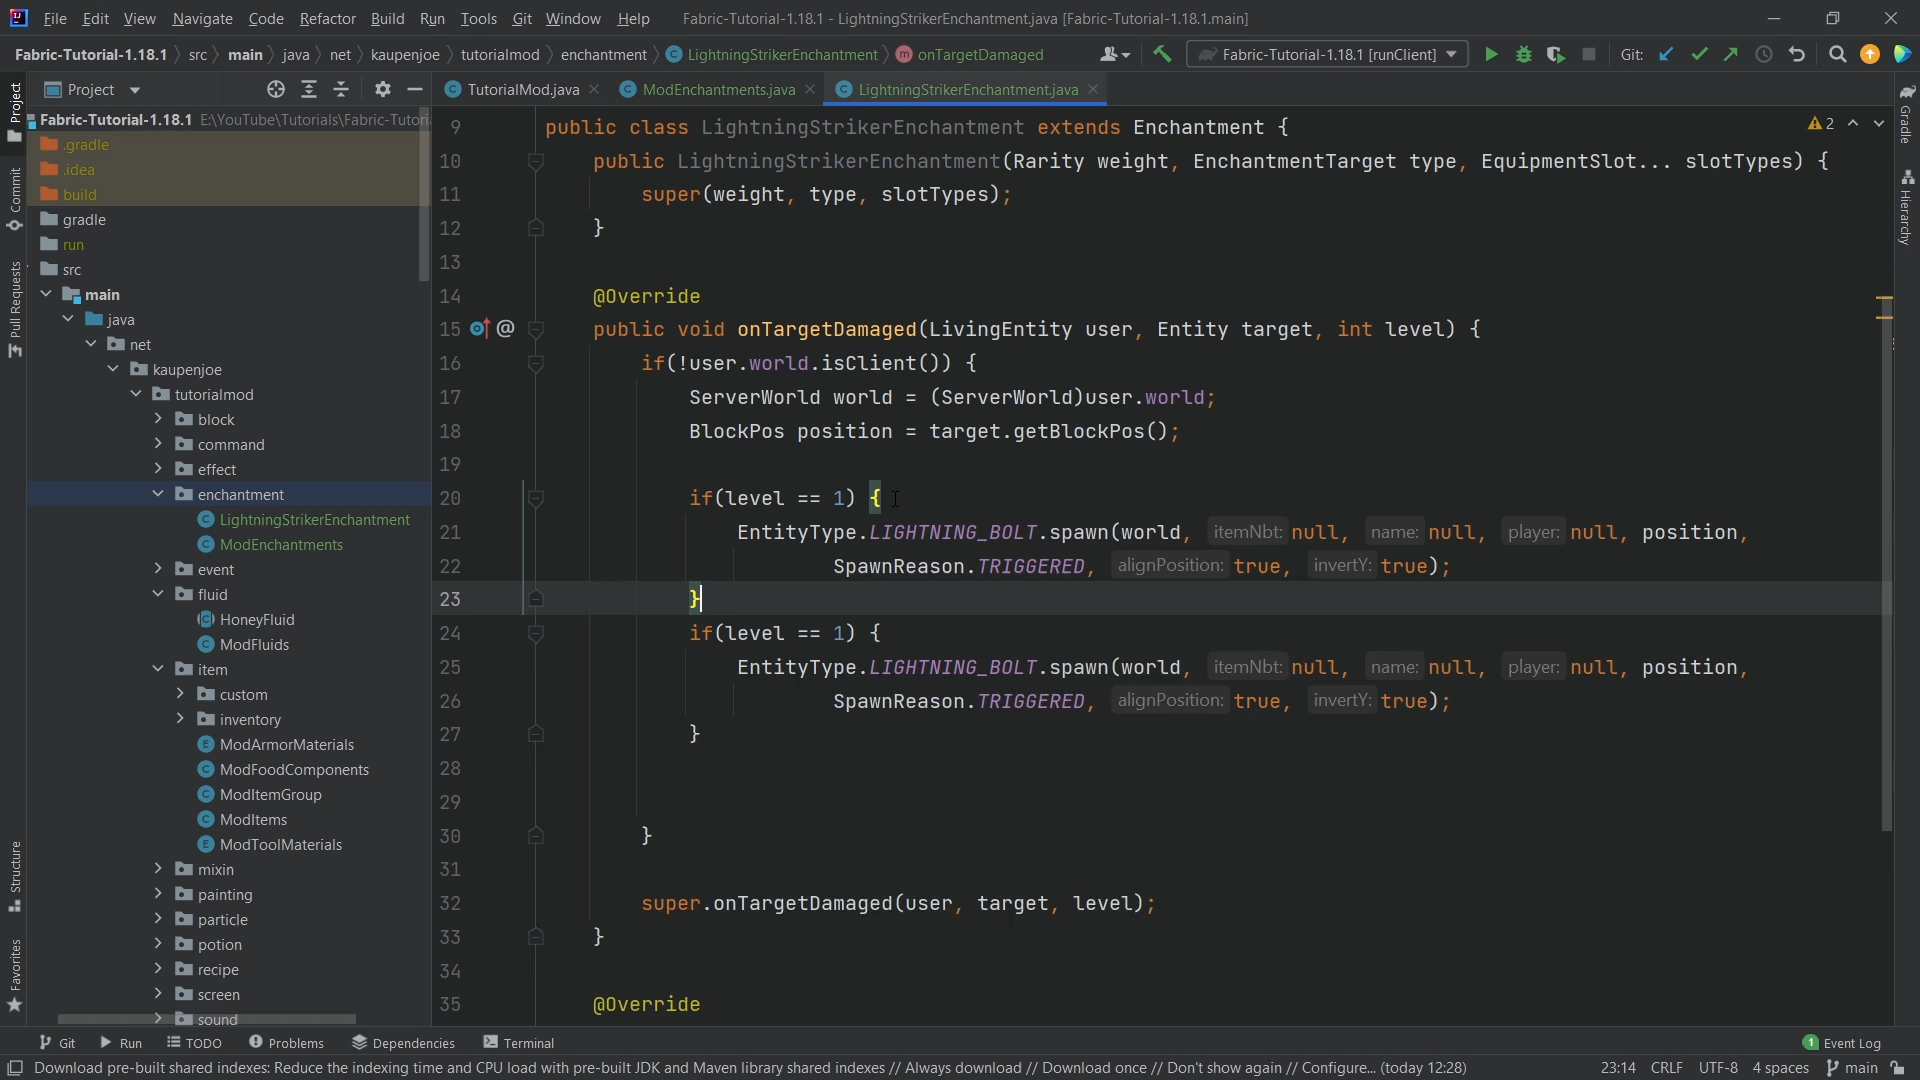 File Edit View Navigate Code Refactor Build Run Tools Git Window Help Fabric-Tutorial-1.18.1 - LightningStrikerEnchantment.java [Fabric-Tutorial-1.18.1.main]
Fabric-Tutorial-1.18.1 src main java net kaupenjoe tutorialmod enchantment LightningStrikerEnchantment onTargetDamaged Fabric-Tutorial-1.18.1 [runClient] Git:
Project TutorialMod.java ModEnchantments.java LightningStrikerEnchantment.java
Project
Commit
Pull Requests
Structure
Favorites
Fabric-Tutorial-1.18.1 E:\YouTube\Tutorials\Fabric-Tutori
.gradle
.idea
build
gradle
run
src
main
java
net
kaupenjoe
tutorialmod
block
command
effect
enchantment
LightningStrikerEnchantment
ModEnchantments
event
fluid
HoneyFluid
ModFluids
item
custom
inventory
ModArmorMaterials
ModFoodComponents
ModItemGroup
ModItems
ModToolMaterials
mixin
painting
particle
potion
recipe
screen
sound
9 public class LightningStrikerEnchantment extends Enchantment {
10 public LightningStrikerEnchantment(Rarity weight, EnchantmentTarget type, EquipmentSlot... slotTypes) {
11 super(weight, type, slotTypes);
12 }
13
14 @Override
15 @ public void onTargetDamaged(LivingEntity user, Entity target, int level) {
16 if(!user.world.isClient()) {
17 ServerWorld world = (ServerWorld)user.world;
18 BlockPos position = target.getBlockPos();
19
20 if(level == 1) {
21 EntityType.LIGHTNING_BOLT.spawn(world, itemNbt: null, name: null, player: null, position,
22 SpawnReason.TRIGGERED, alignPosition: true, invertY: true);
23 }
24 if(level == 1) {
25 EntityType.LIGHTNING_BOLT.spawn(world, itemNbt: null, name: null, player: null, position,
26 SpawnReason.TRIGGERED, alignPosition: true, invertY: true);
27 }
28
29
30 }
31
32 super.onTargetDamaged(user, target, level);
33 }
34
35 @Override
2
Gradle
Hierarchy
Git Run TODO Problems Dependencies Terminal 1 Event Log
Download pre-built shared indexes: Reduce the indexing time and CPU load with pre-built JDK and Maven library shared indexes // Always download // Download once // Don't show again // Configure... (today 12:28) 23:14 CRLF UTF-8 4 spaces main